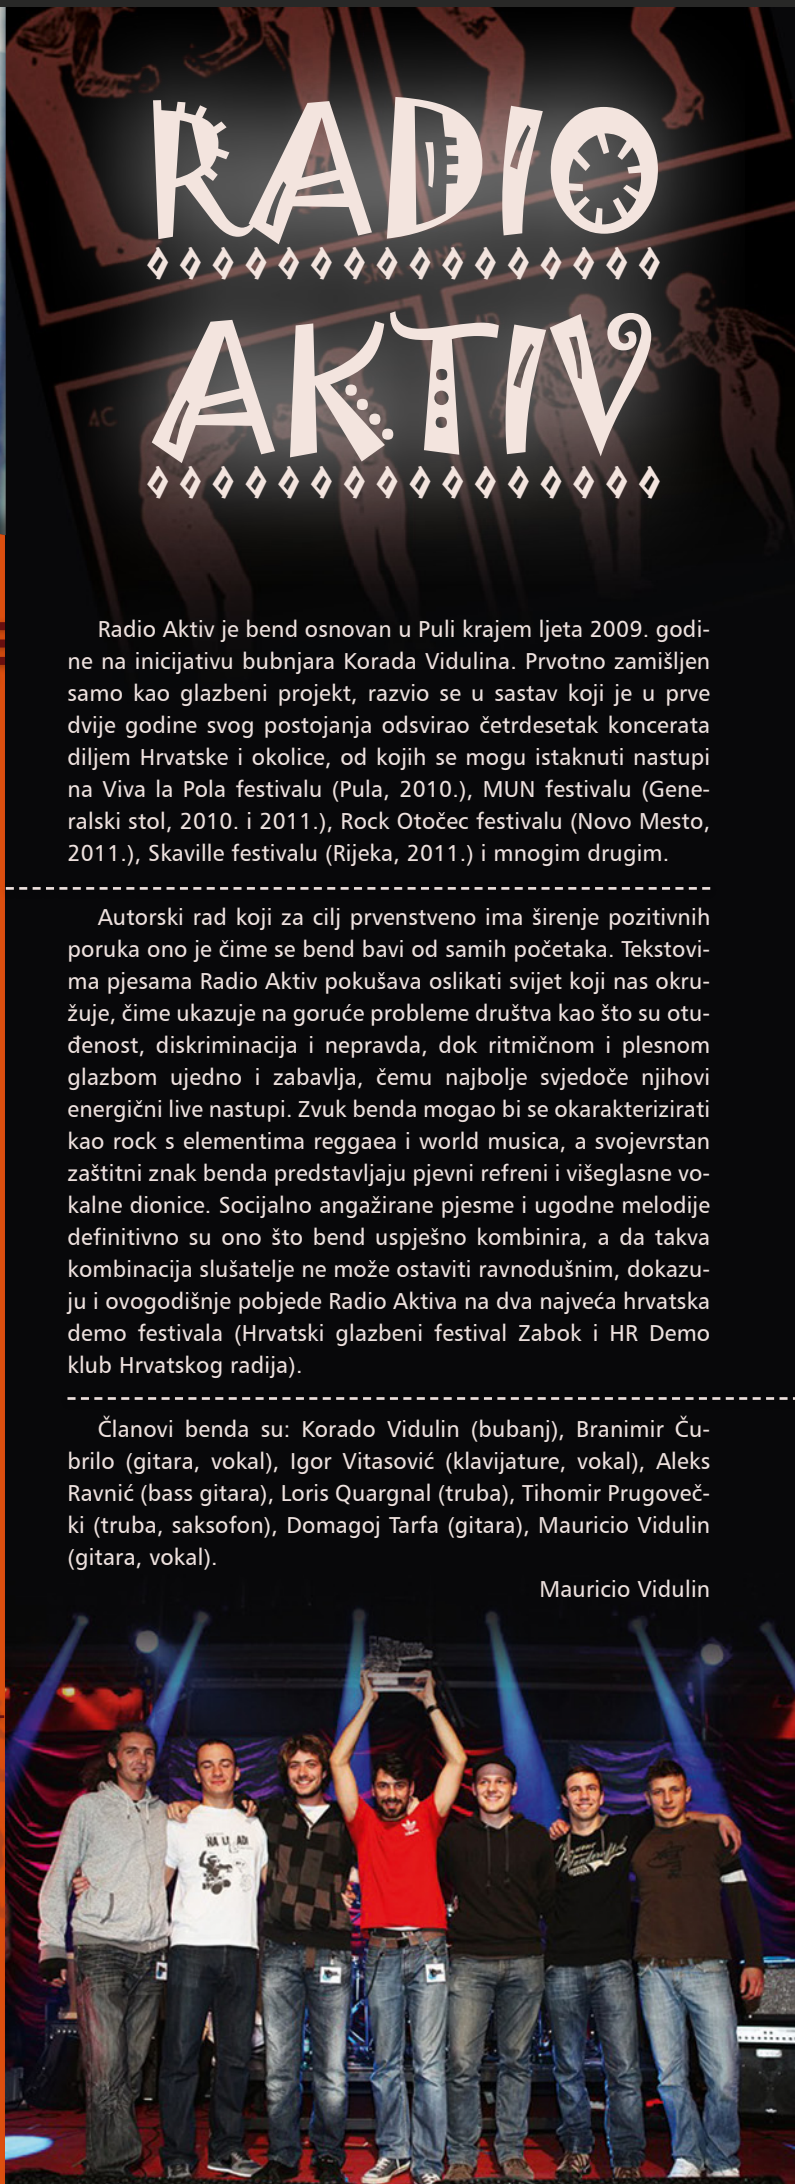 RADIO
AKTIV
AC
Radio Aktiv je bend osnovan u Puli krajem ljeta 2009. godi-
ne na inicijativu bubnjara Korada Vidulina. Prvotno zamišljen
samo kao glazbeni projekt, razvio se u sastav koji je u prve
dvije godine svog postojanja odsvirao četrdesetak koncerata
diljem Hrvatske i okolice, od kojih se mogu istaknuti nastupi
na Viva la Pola festivalu (Pula, 2010.), MUN festivalu (Gene-
ralski stol, 2010. i 2011.), Rock Otočec festivalu (Novo Mesto,
2011.), Skaville festivalu (Rijeka, 2011.) i mnogim drugim.
Autorski rad koji za cilj prvenstveno ima širenje pozitivnih
poruka ono je čime se bend bavi od samih početaka. Tekstovi-
ma pjesama Radio Aktiv pokušava oslikati svijet koji nas okru-
žuje, čime ukazuje na goruće probleme društva kao što su otu-
đenost, diskriminacija i nepravda, dok ritmičnom i plesnom
glazbom ujedno i zabavlja, čemu najbolje svjedoče njihovi
energični live nastupi. Zvuk benda mogao bi se okarakterizirati
kao rock s elementima reggaea i world musica, a svojevrstan
zaštitni znak benda predstavljaju pjevni refreni i višeglasne vo-
kalne dionice. Socijalno angažirane pjesme i ugodne melodije
definitivno su ono što bend uspješno kombinira, a da takva
kombinacija slušatelje ne može ostaviti ravnodušnim, dokazu-
ju i ovogodišnje pobjede Radio Aktiva na dva najveća hrvatska
demo festivala (Hrvatski glazbeni festival Zabok i HR Demo
klub Hrvatskog radija).
Članovi benda su: Korado Vidulin (bubanj), Branimir Ču-
brilo (gitara, vokal), Igor Vitasović (klavijature, vokal), Aleks
Ravnić (bass gitara), Loris Quargnal (truba), Tihomir Prugoveč-
ki (truba, saksofon), Domagoj Tarfa (gitara), Mauricio Vidulin
(gitara, vokal).
Mauricio Vidulin